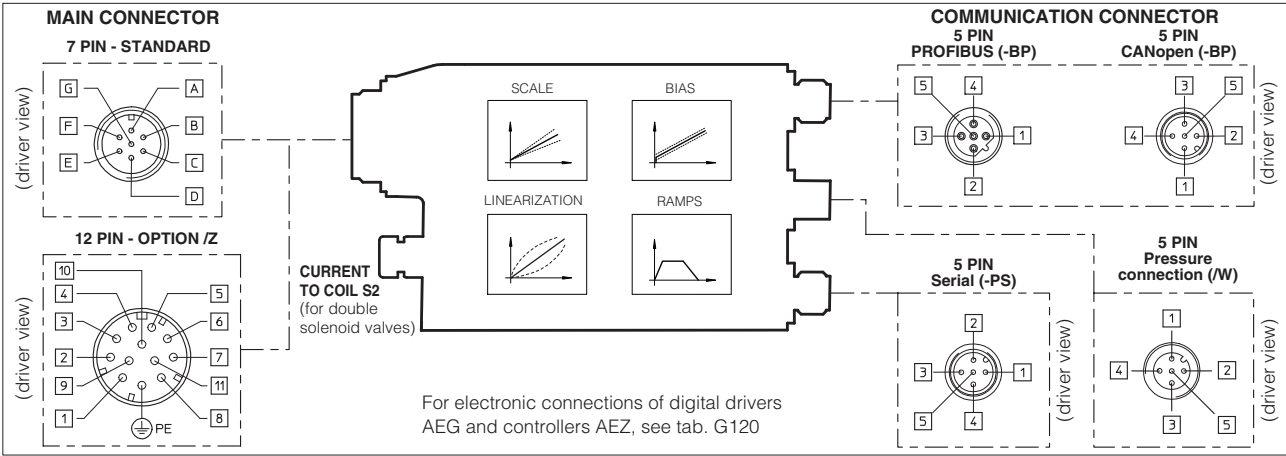 MAIN CONNECTOR
7 PIN - STANDARD
(driver view)
G
A
F
B
E
C
D
12 PIN - OPTION /Z
(driver view)
10
4
5
3
6
2
7
9
11
1
8
PE
CURRENT
TO COIL S2
(for double
solenoid valves)
SCALE
BIAS
LINEARIZATION
RAMPS
For electronic connections of digital drivers
AEG and controllers AEZ, see tab. G120
COMMUNICATION CONNECTOR
5 PIN
PROFIBUS (-BP)
5
4
3
1
2
5 PIN
CANopen (-BP)
3
5
4
2
1
(driver view)
5 PIN
Serial (-PS)
2
3
1
5
4
(driver view)
5 PIN
Pressure
connection (/W)
1
4
2
3
5
(driver view)